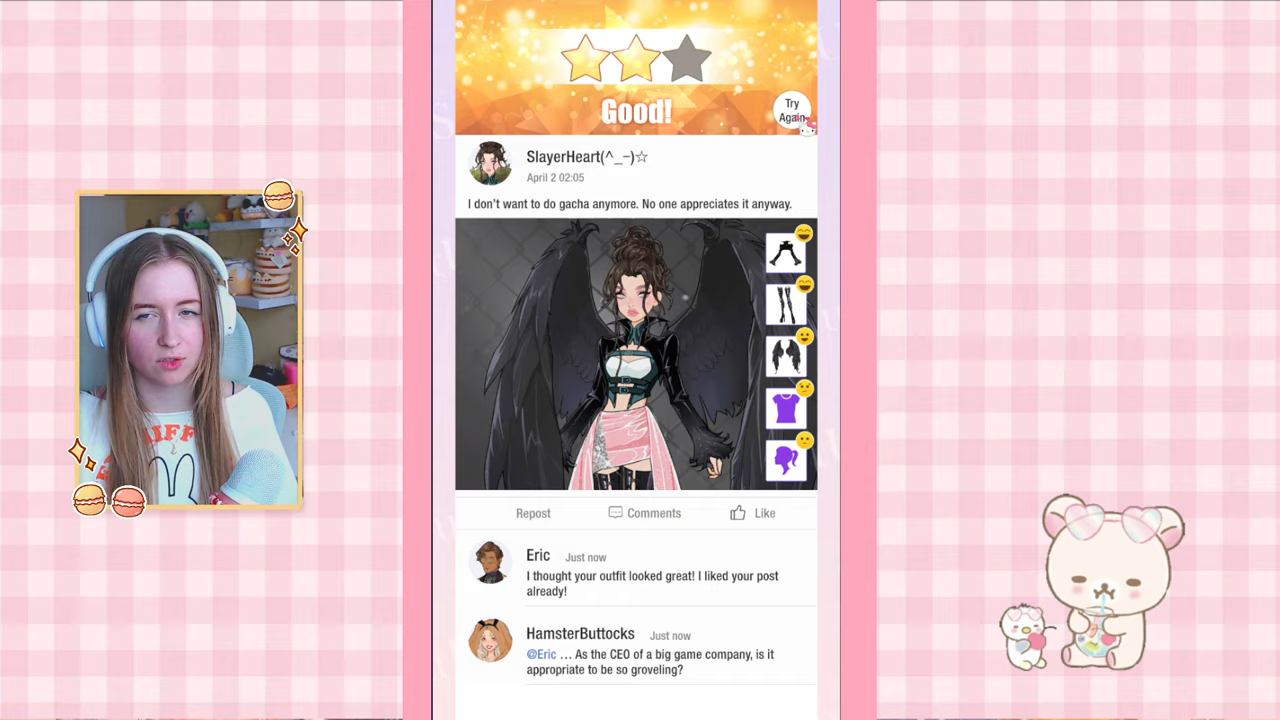 Good!
Try
Again
SlayerHeart(^_−)☆
April 2 02:05
I don't want to do gacha anymore. No one appreciates it anyway.
Repost
Comments
Like
Eric Just now
I thought your outfit looked great! I liked your post
already!
HamsterButtocks Just now
@Eric ... As the CEO of a big game company, is it
appropriate to be so groveling?